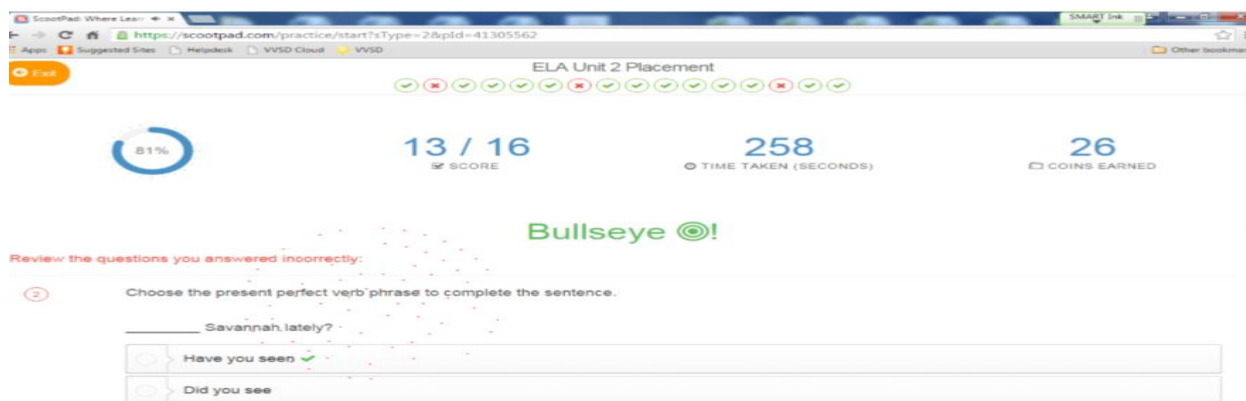 ScootPad: Where Lear
SMART Ink
https://scootpad.com/practice/start?sType=2&pId=41305562
Apps Suggested Sites Helpdesk VVSD Cloud VVSD Other bookmar
Exit
ELA Unit 2 Placement
81%
13 / 16
SCORE
258
TIME TAKEN (SECONDS)
26
COINS EARNED
Bullseye !
Review the questions you answered incorrectly:
2 Choose the present perfect verb phrase to complete the sentence.
________ Savannah lately?
Have you seen
Did you see